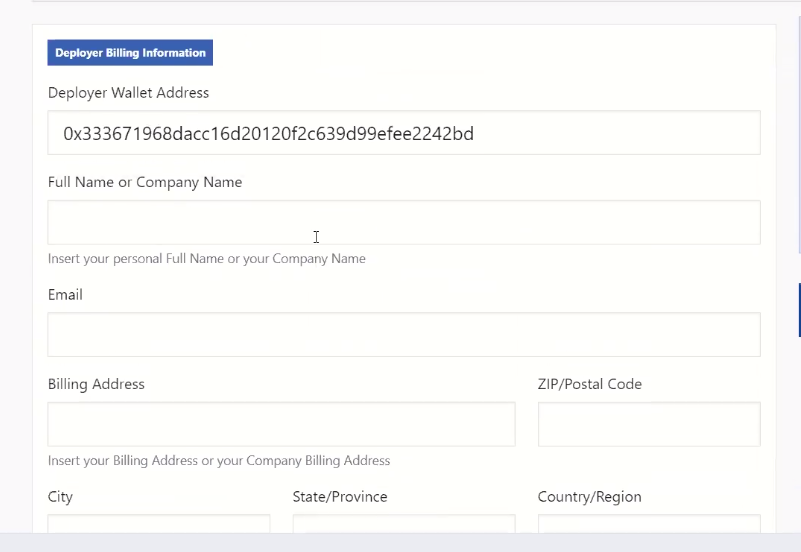 Deployer Billing Information
Deployer Wallet Address
0x333671968dacc16d20120f2c639d99efee2242bd
Full Name or Company Name
Insert your personal Full Name or your Company Name
Email
Billing Address
ZIP/Postal Code
Insert your Billing Address or your Company Billing Address
City
State/Province
Country/Region